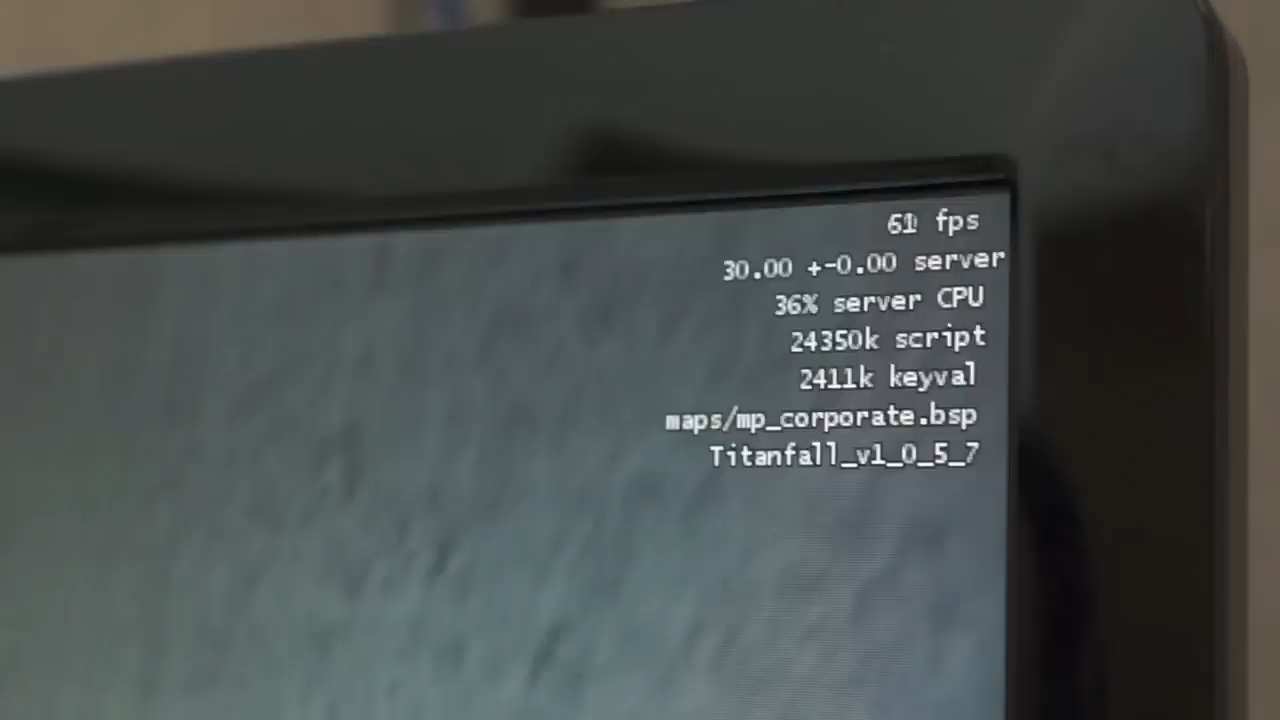 61 fps
30.00 +-0.00 server
36% server CPU
24350k script
2411k keyval
maps/mp_corporate.bsp
Titanfall_v1_0_5_7